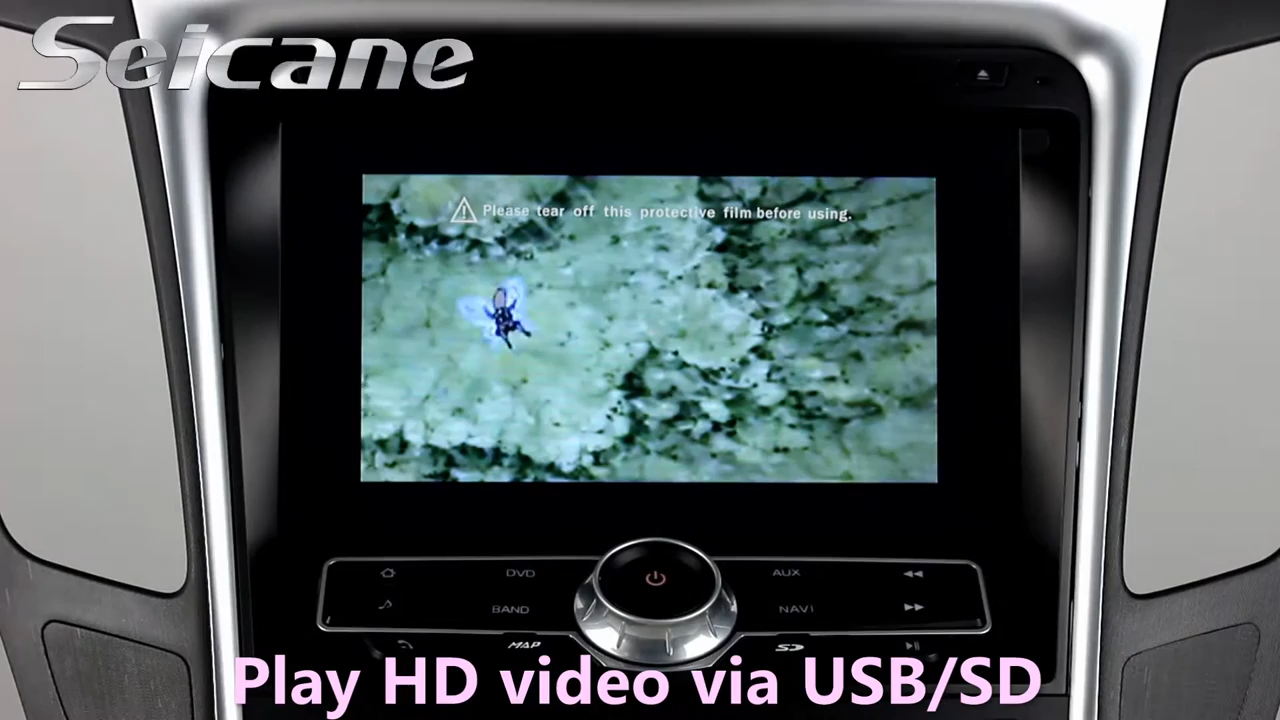 Seicane
Please tear off this protective film before using.
DVD
AUX
BAND
NAVI
MAP
SD
Play HD video via USB/SD